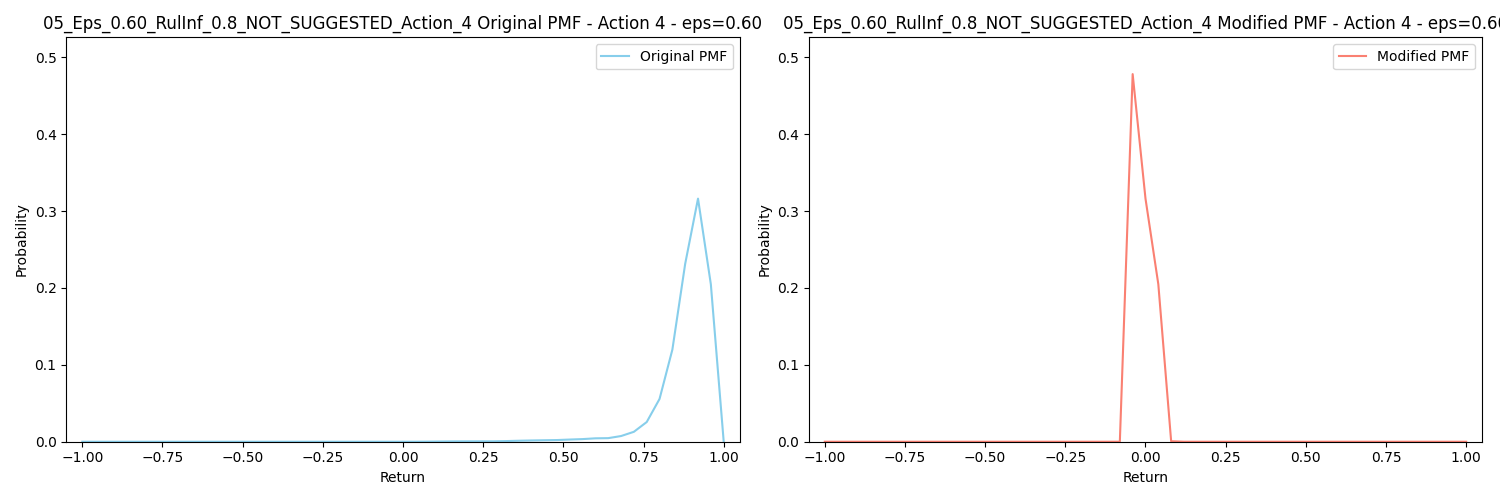 05_Eps_0.60_RulInf_0.8_NOT_SUGGESTED_Action_4 Original PMF - Action 4 - eps=0.60
Original PMF
0.5
0.4
0.3
0.2
0.1
0.0
Probability
−1.00 −0.75 −0.50 −0.25 0.00 0.25 0.50 0.75 1.00
Return
05_Eps_0.60_RulInf_0.8_NOT_SUGGESTED_Action_4 Modified PMF - Action 4 - eps=0.60
Modified PMF
0.5
0.4
0.3
0.2
0.1
0.0
Probability
−1.00 −0.75 −0.50 −0.25 0.00 0.25 0.50 0.75 1.00
Return